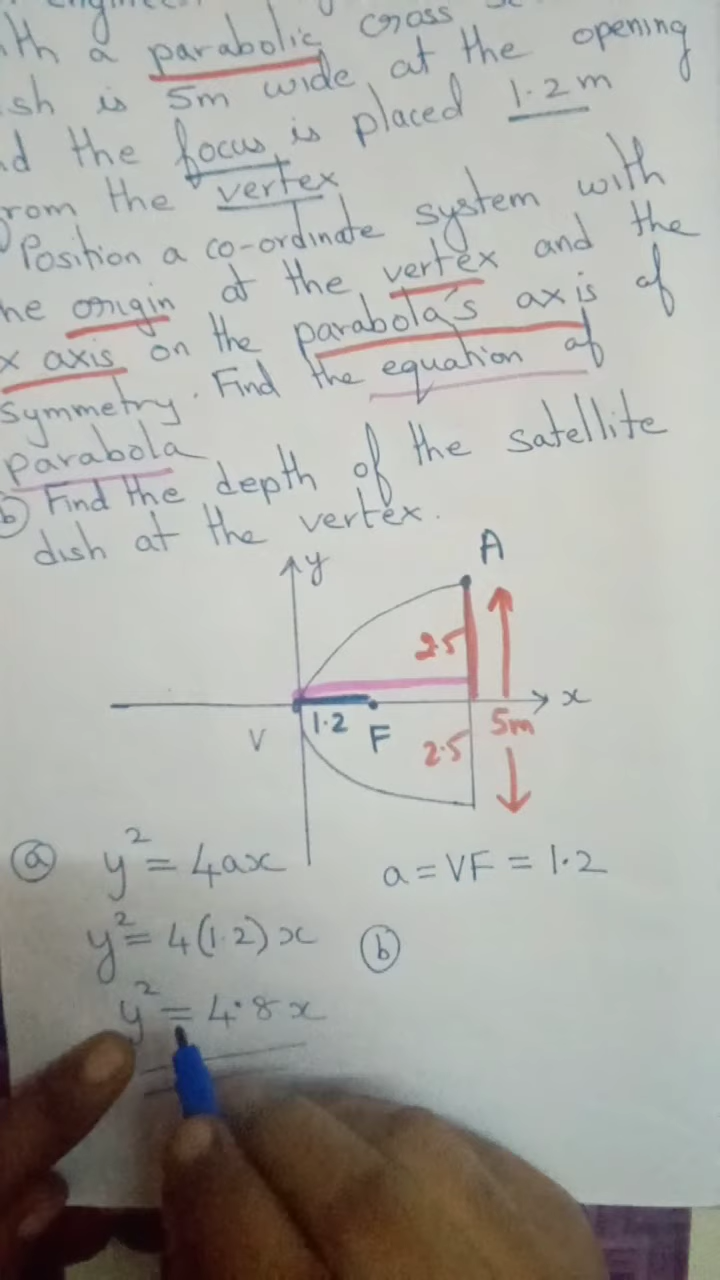 with a parabolic cross
ish is 5m wide at the opening
nd the focus is placed 1.2m
rom the vertex
Position a co-ordinate system with
he origin at the vertex and the
x axis on the parabola's axis of
Symmetry. Find the equation of
parabola
b) Find the depth of the satellite
dish at the vertex.
y
A
2.5
x
V
1.2
F
2.5
5m
a) y² = 4ax
a = VF = 1.2
y² = 4(1.2)x
b)
y² = 4.8x